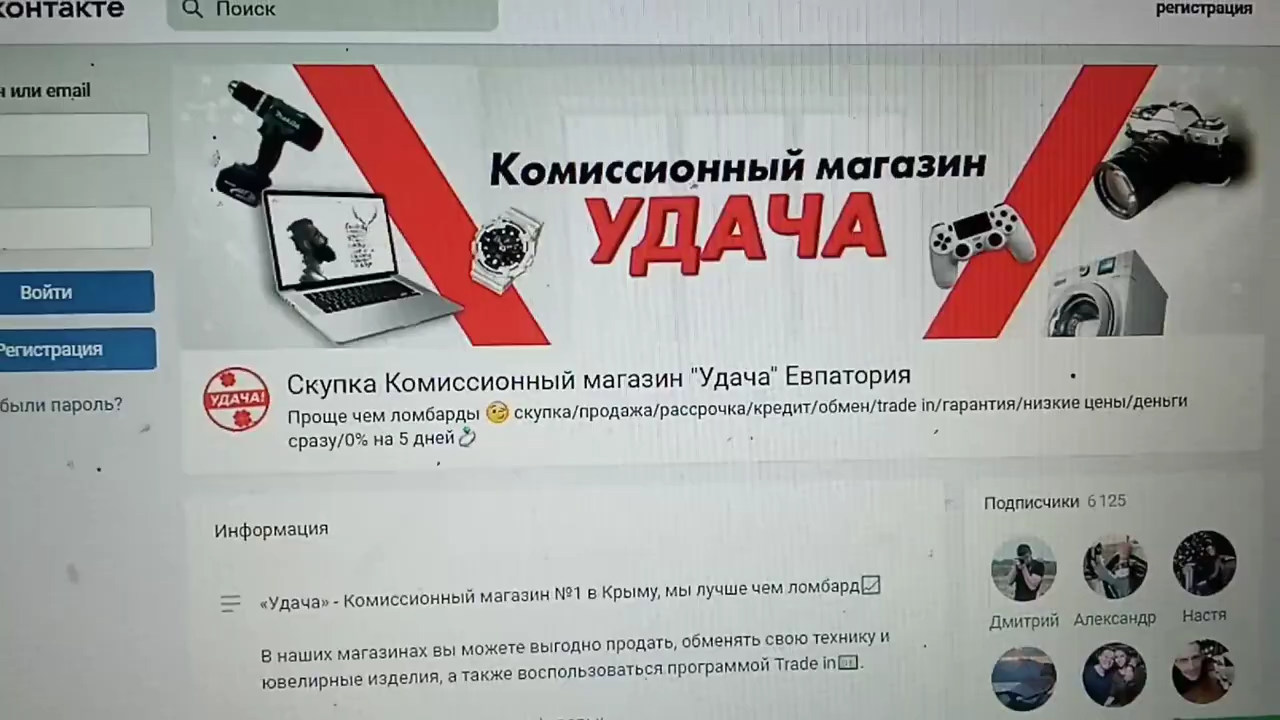 контакте
Поиск
регистрация
или email
Войти
Регистрация
были пароль?
makita
Комиссионный магазин
УДАЧА
УДАЧА!
Скупка Комиссионный магазин "Удача" Евпатория
Проще чем ломбарды 😉 скупка/продажа/рассрочка/кредит/обмен/trade in/гарантия/низкие цены/деньги
сразу/0% на 5 дней💍
Информация
«Удача» - Комиссионный магазин №1 в Крыму, мы лучше чем ломбард☑
В наших магазинах вы можете выгодно продать, обменять свою технику и
ювелирные изделия, а также воспользоваться программой Trade in.
Подписчики 6 125
Дмитрий Александр Настя